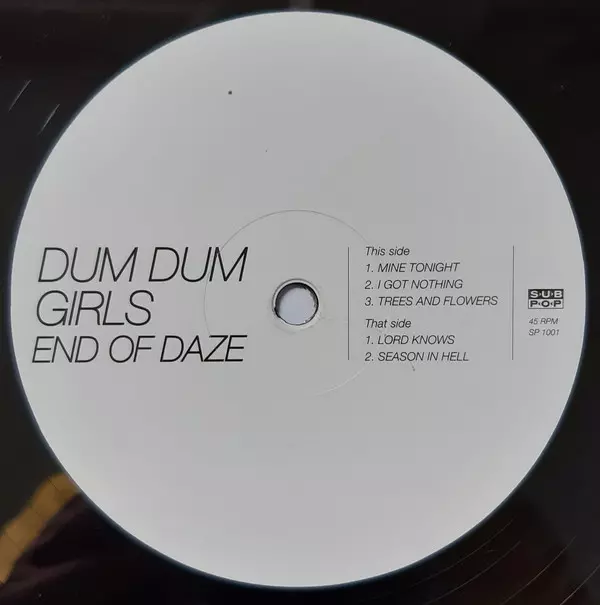 DUM DUM
GIRLS
END OF DAZE
This side
1. MINE TONIGHT
2. I GOT NOTHING
3. TREES AND FLOWERS
That side
1. LORD KNOWS
2. SEASON IN HELL
SUB
POP
45 RPM
SP 1001